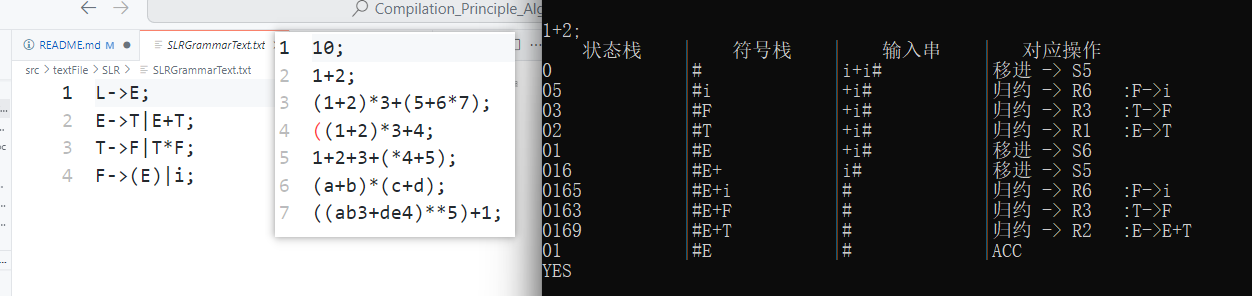 Compilation_Principle_Alg
README.md M
SLRGrammarText.txt
src > textFile > SLR > SLRGrammarText.txt
1 L->E;
2 E->T|E+T;
3 T->F|T*F;
4 F->(E)|i;
1 10;
2 1+2;
3 (1+2)*3+(5+6*7);
4 ((1+2)*3+4;
5 1+2+3+(*4+5);
6 (a+b)*(c+d);
7 ((ab3+de4)**5)+1;
1+2;
状态栈 符号栈 输入串 对应操作
0 # i+i# 移进 -> S5
05 #i +i# 归约 -> R6 :F->i
03 #F +i# 归约 -> R3 :T->F
02 #T +i# 归约 -> R1 :E->T
01 #E +i# 移进 -> S6
016 #E+ i# 移进 -> S5
0165 #E+i # 归约 -> R6 :F->i
0163 #E+F # 归约 -> R3 :T->F
0169 #E+T # 归约 -> R2 :E->E+T
01 #E # ACC
YES